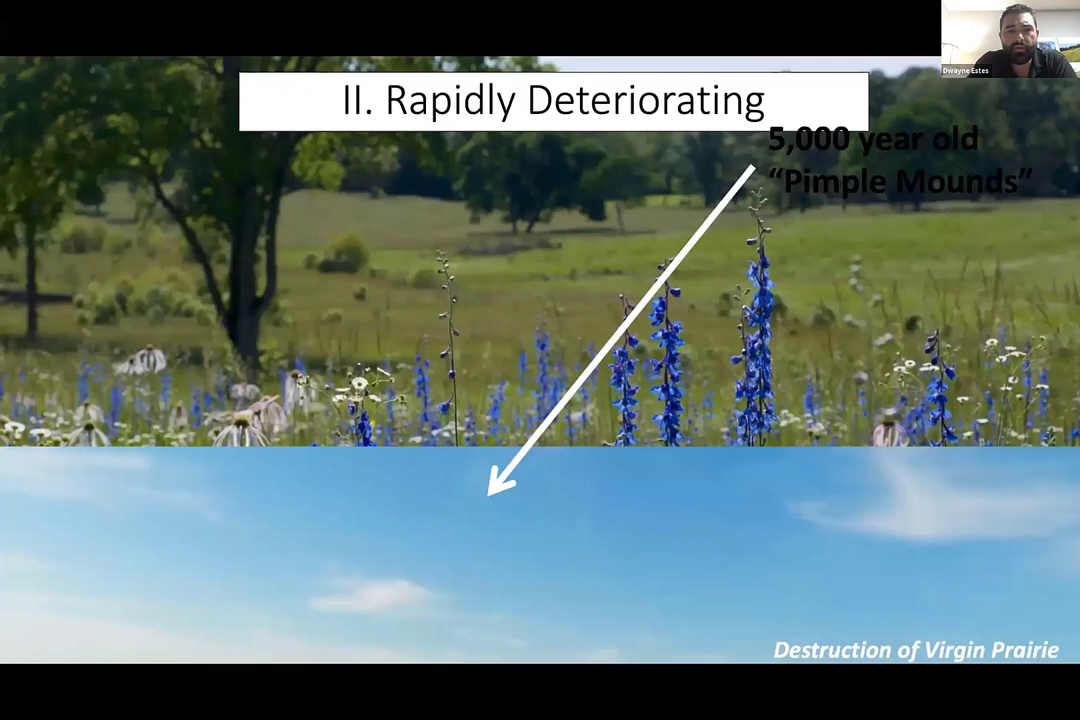 Dwayne Estes
II. Rapidly Deteriorating
5,000 year old
“Pimple Mounds”
Destruction of Virgin Prairie